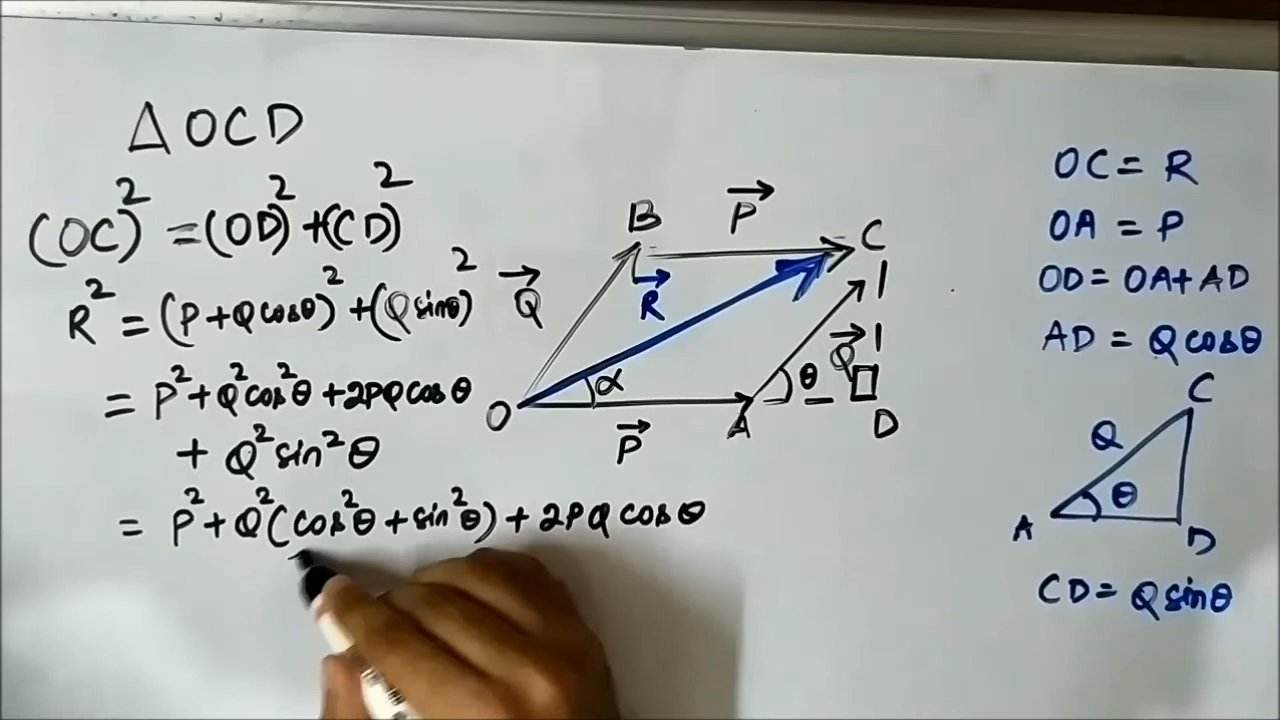 Δ OCD
(OC)² = (OD)² + (CD)²
R² = (P + Q cosθ)² + (Q sinθ)²
= P² + Q² cos²θ + 2PQ cosθ
+ Q² sin²θ
= P² + Q² (cos²θ + sin²θ) + 2PQ cosθ
B
P⃗
C
Q⃗
R⃗
Q⃗
α
θ
O
P⃗
A
D
OC = R
OA = P
OD = OA + AD
AD = Q cosθ
C
Q
θ
A
D
CD = Q sinθ